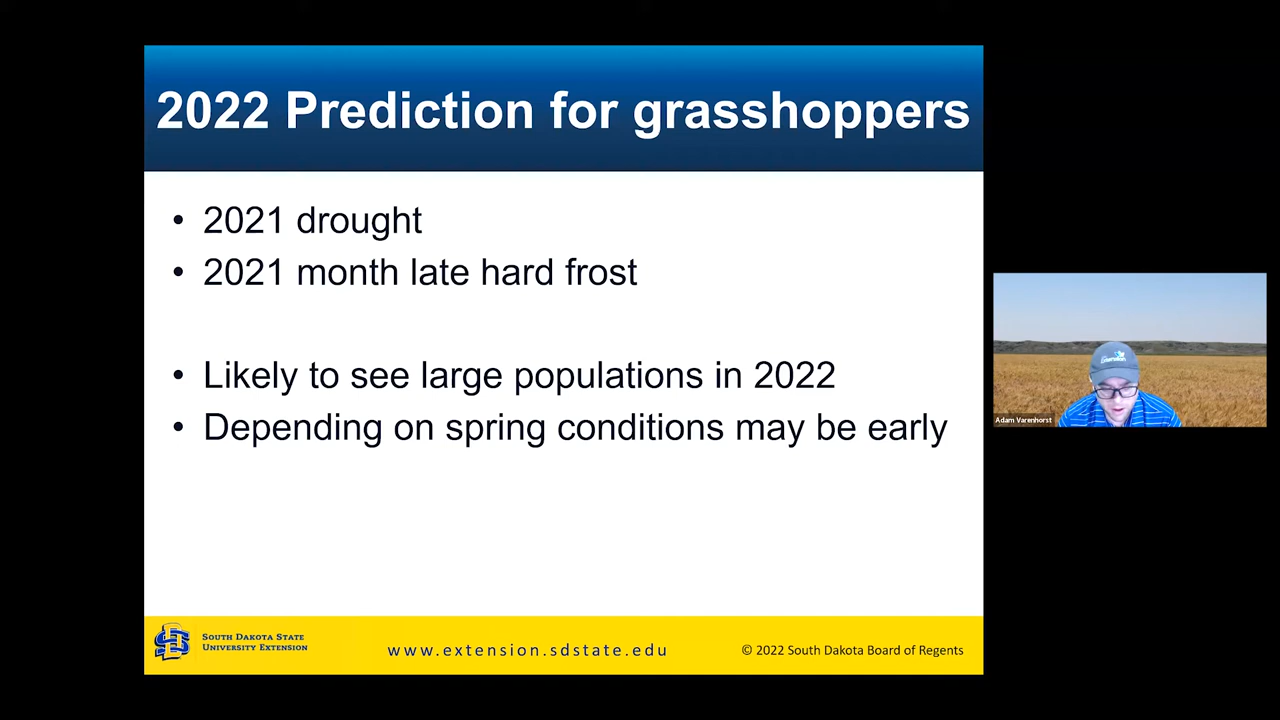 2022 Prediction for grasshoppers
• 2021 drought
• 2021 month late hard frost
• Likely to see large populations in 2022
• Depending on spring conditions may be early
Adam Varenhorst
SOUTH DAKOTA STATE
UNIVERSITY EXTENSION
www.extension.sdstate.edu
© 2022 South Dakota Board of Regents